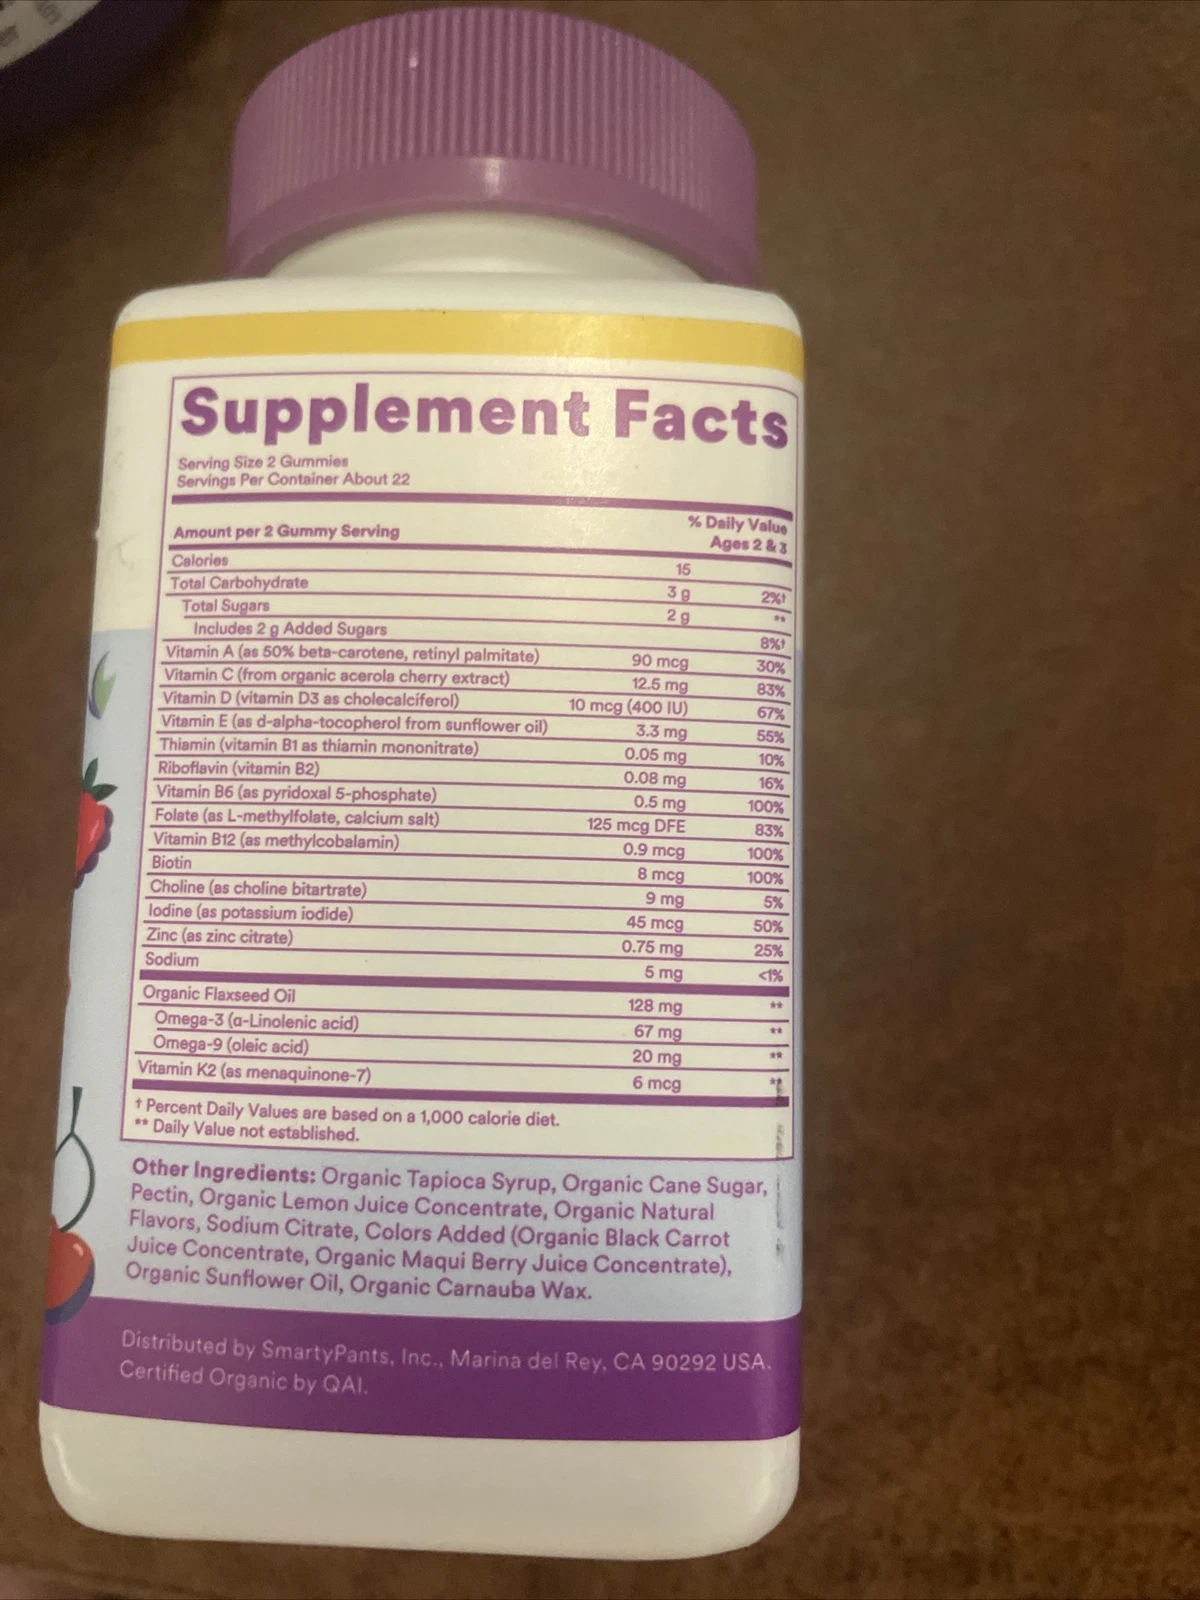 Supplement Facts
Serving Size 2 Gummies
Servings Per Container About 22
Amount per 2 Gummy Serving % Daily Value Ages 2 & 3
Calories 15
Total Carbohydrate 3 g 2%†
Total Sugars 2 g **
Includes 2 g Added Sugars 8%†
Vitamin A (as 50% beta-carotene, retinyl palmitate) 90 mcg 30%
Vitamin C (from organic acerola cherry extract) 12.5 mg 83%
Vitamin D (vitamin D3 as cholecalciferol) 10 mcg (400 IU) 67%
Vitamin E (as d-alpha-tocopherol from sunflower oil) 3.3 mg 55%
Thiamin (vitamin B1 as thiamin mononitrate) 0.05 mg 10%
Riboflavin (vitamin B2) 0.08 mg 16%
Vitamin B6 (as pyridoxal 5-phosphate) 0.5 mg 100%
Folate (as L-methylfolate, calcium salt) 125 mcg DFE 83%
Vitamin B12 (as methylcobalamin) 0.9 mcg 100%
Biotin 8 mcg 100%
Choline (as choline bitartrate) 9 mg 5%
Iodine (as potassium iodide) 45 mcg 50%
Zinc (as zinc citrate) 0.75 mg 25%
Sodium 5 mg <1%
Organic Flaxseed Oil 128 mg **
Omega-3 (α-Linolenic acid) 67 mg **
Omega-9 (oleic acid) 20 mg **
Vitamin K2 (as menaquinone-7) 6 mcg **
† Percent Daily Values are based on a 1,000 calorie diet.
** Daily Value not established.
Other Ingredients: Organic Tapioca Syrup, Organic Cane Sugar,
Pectin, Organic Lemon Juice Concentrate, Organic Natural
Flavors, Sodium Citrate, Colors Added (Organic Black Carrot
Juice Concentrate, Organic Maqui Berry Juice Concentrate),
Organic Sunflower Oil, Organic Carnauba Wax.
Distributed by SmartyPants, Inc., Marina del Rey, CA 90292 USA.
Certified Organic by QAI.